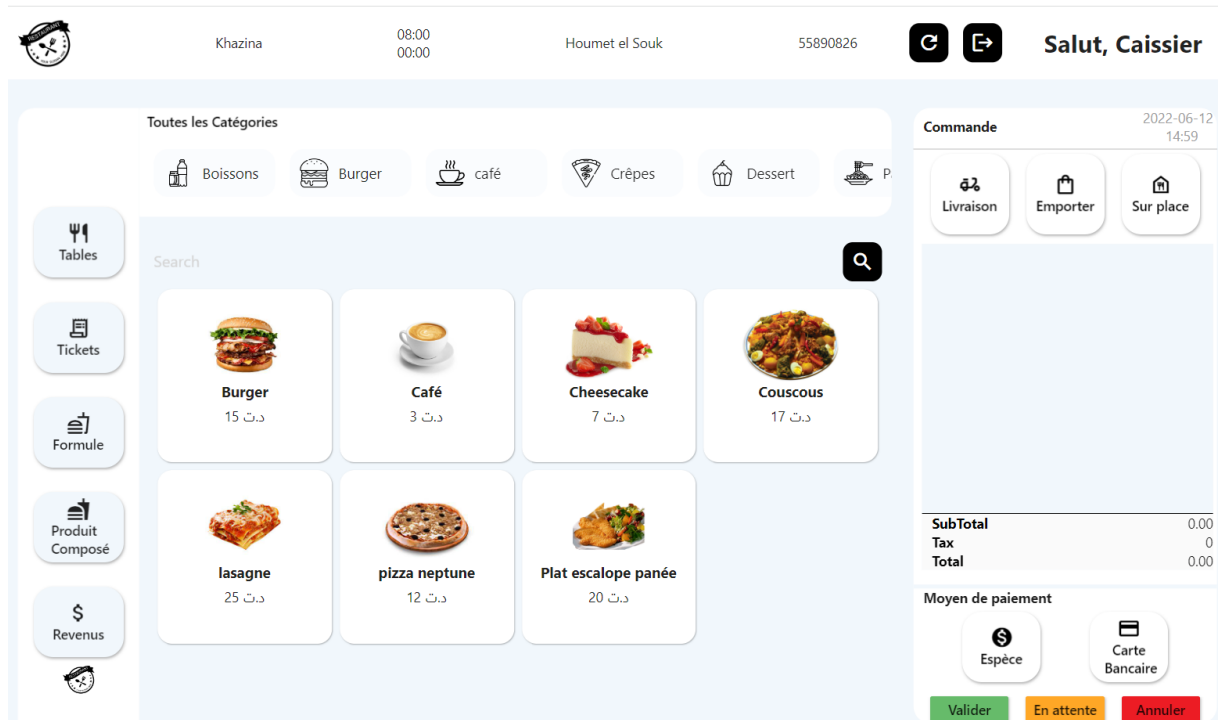 RESTAURANT
Khazina
08:00
00:00
Houmet el Souk
55890826
Salut, Caissier
Toutes les Catégories
Boissons
Burger
café
Crêpes
Dessert
Commande
2022-06-12
14:59
Livraison
Emporter
Sur place
Tables
Tickets
Formule
Produit
Composé
Revenus
Search
Burger
د.ت 15
Café
د.ت 3
Cheesecake
د.ت 7
Couscous
د.ت 17
lasagne
د.ت 25
pizza neptune
د.ت 12
Plat escalope panée
د.ت 20
SubTotal 0.00
Tax 0
Total 0.00
Moyen de paiement
Espèce
Carte
Bancaire
Valider
En attente
Annuler